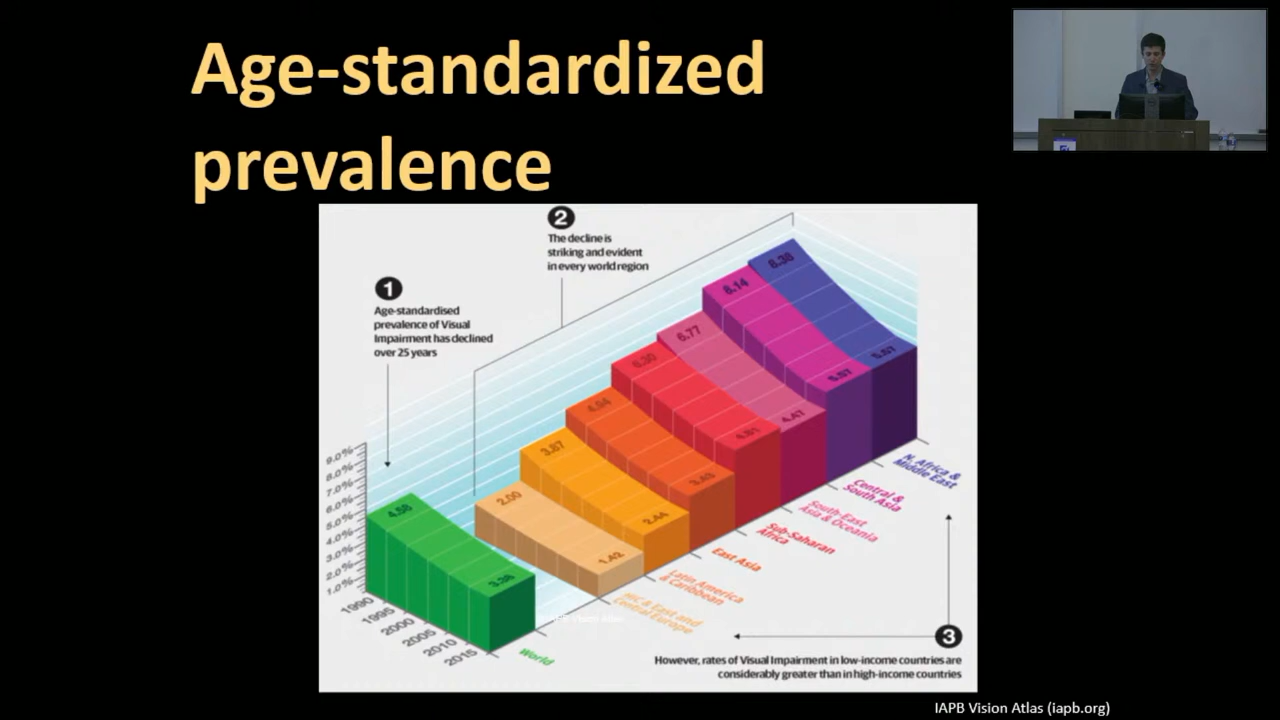 Age-standardized
prevalence
1
Age-standardised
prevalence of Visual
Impairment has declined
over 25 years
2
The decline is
striking and evident
in every world region
9.0%
8.0%
7.0%
6.0%
5.0%
4.0%
3.0%
2.0%
1.0%
1990
1995
2000
2005
2010
2015
4.58
3.38
World
2.00
1.42
HIC & East and
Central Europe
3.87
2.44
Latin America
& Caribbean
4.94
3.43
East Asia
6.30
4.81
Sub-Saharan
Africa
6.77
4.47
South-East
Asia & Oceania
8.14
5.57
Central &
South Asia
8.38
5.57
N. Africa &
Middle East
3
However, rates of Visual Impairment in low-income countries are
considerably greater than in high-income countries
IAPB Vision Atlas (iapb.org)